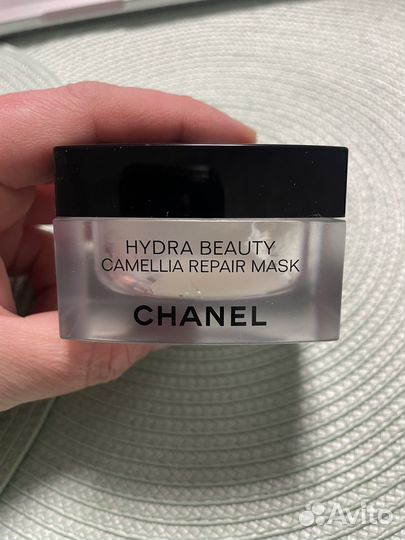 HYDRA BEAUTY
CAMELLIA REPAIR MASK
CHANEL
Avito